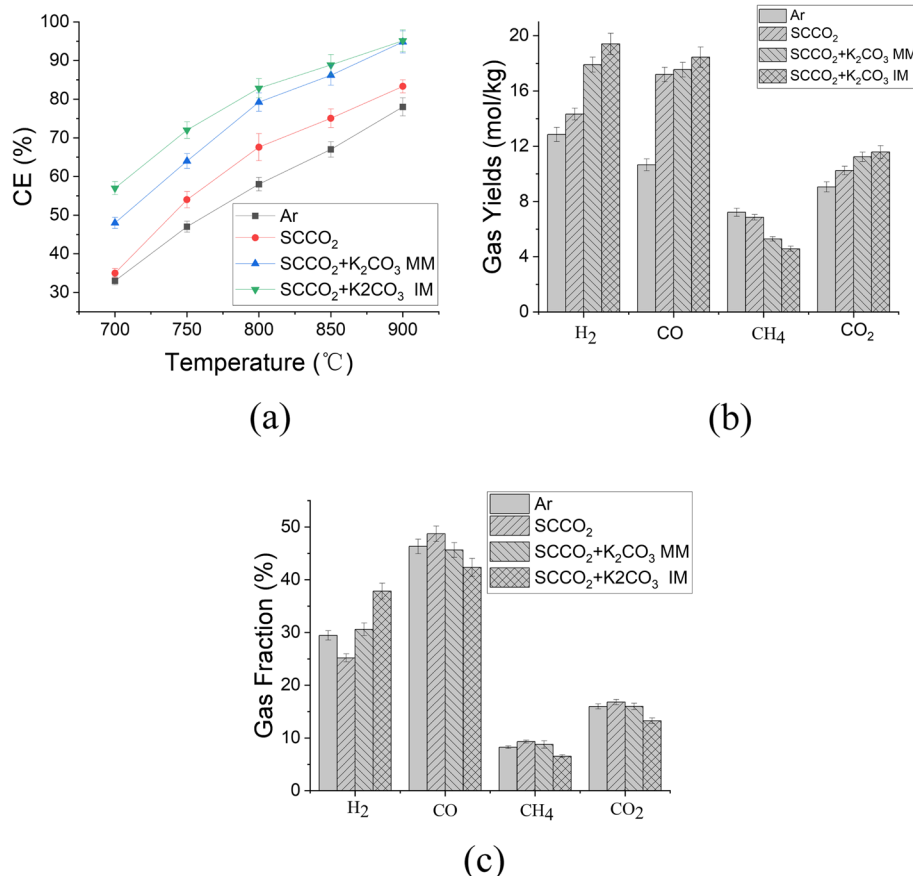 CE (%)
100
90
80
70
60
50
40
30
Ar
SCCO₂
SCCO₂+K₂CO₃ MM
SCCO₂+K2CO₃ IM
700 750 800 850 900
Temperature (℃)
(a)
Gas Yields (mol/kg)
20
16
12
8
4
0
Ar
SCCO₂
SCCO₂+K₂CO₃ MM
SCCO₂+K₂CO₃ IM
H₂ CO CH₄ CO₂
(b)
Gas Fraction (%)
50
40
30
20
10
0
Ar
SCCO₂
SCCO₂+K₂CO₃ MM
SCCO₂+K2CO₃ IM
H₂ CO CH₄ CO₂
(c)